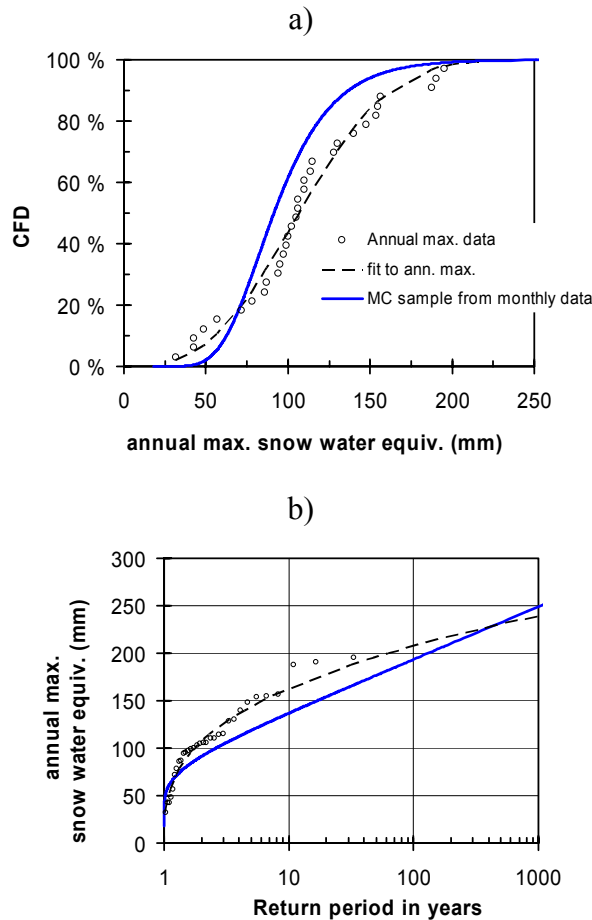 a)
100 %
80 %
60 %
40 %
20 %
0 %
CFD
Annual max. data
fit to ann. max.
MC sample from monthly data
0 50 100 150 200 250
annual max. snow water equiv. (mm)
b)
300
250
200
150
100
50
0
annual max.
snow water equiv. (mm)
1 10 100 1000
Return period in years